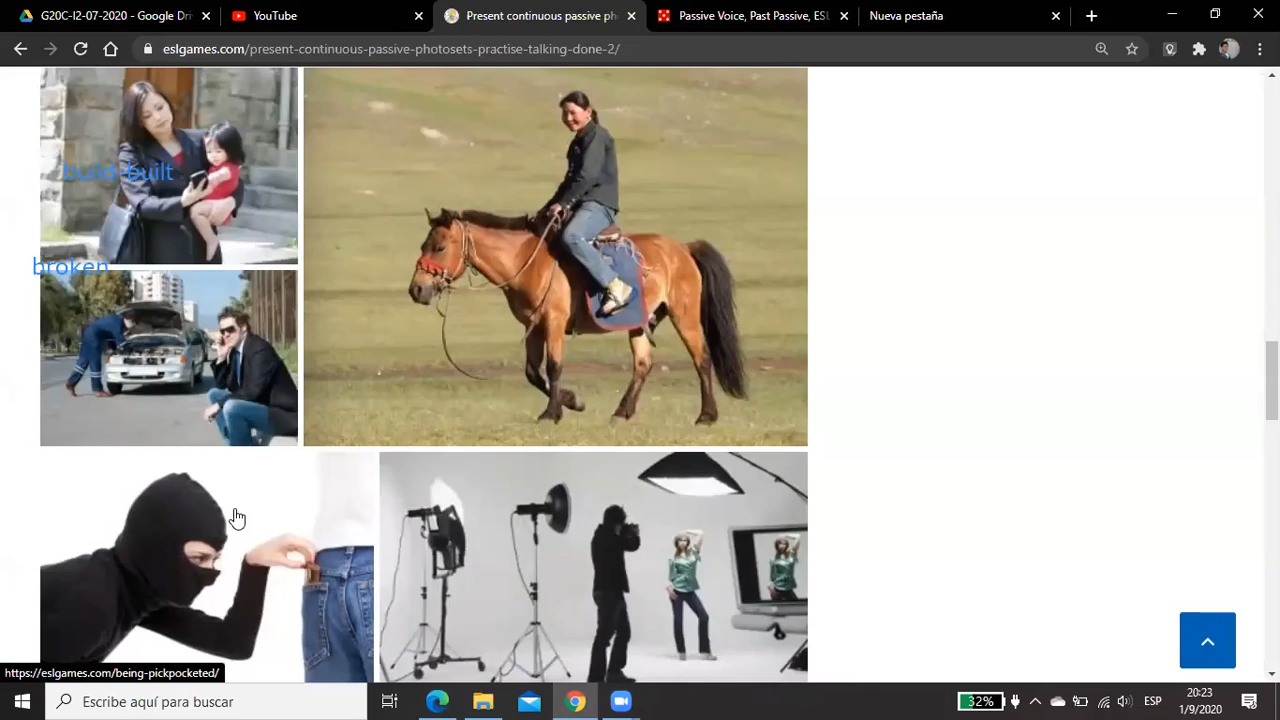 G20C-I2-07-2020 - Google Dri
YouTube
Present continuous passive ph
Passive Voice, Past Passive, ESL
Nueva pestaña
eslgames.com/present-continuous-passive-photosets-practise-talking-done-2/
build-built
broken
https://eslgames.com/being-pickpocketed/
Escribe aquí para buscar
32%
ESP
20:23
1/9/2020